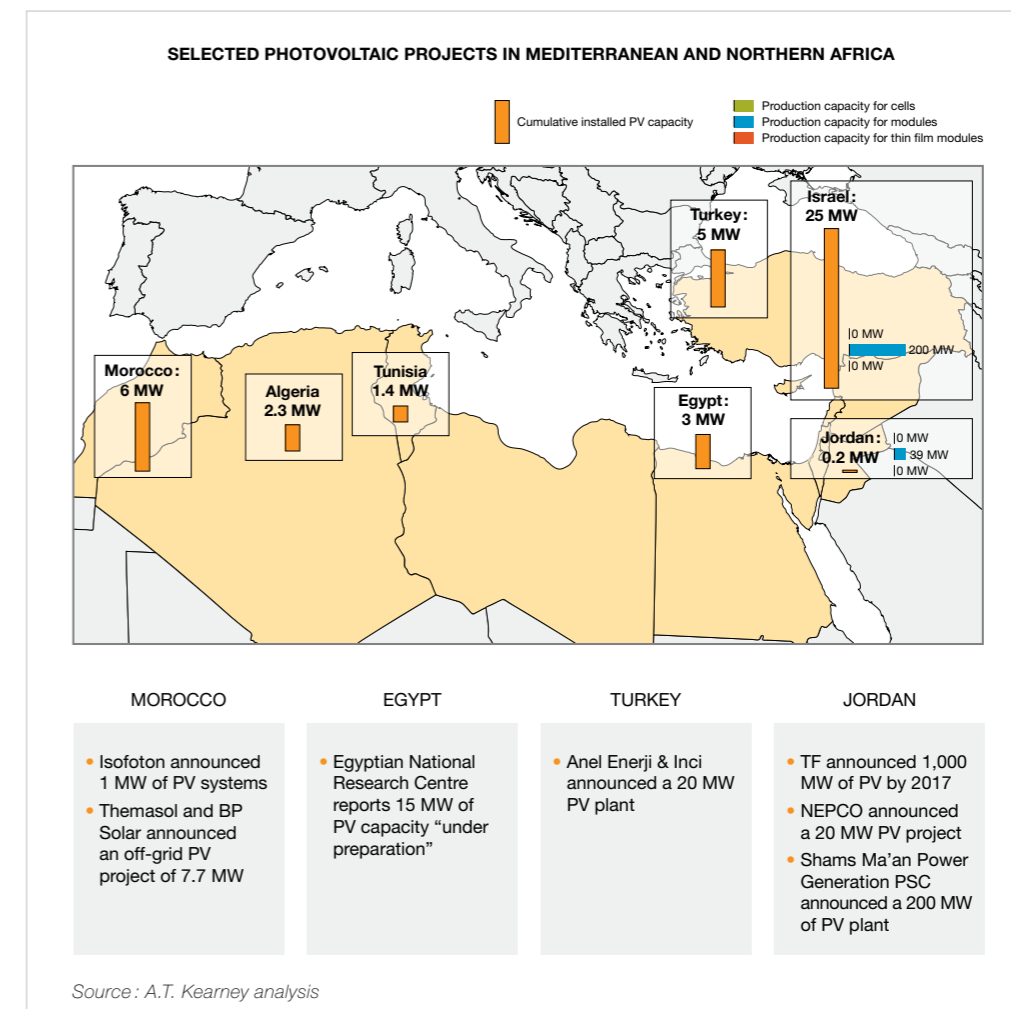 SELECTED PHOTOVOLTAIC PROJECTS IN MEDITERRANEAN AND NORTHERN AFRICA
Cumulative installed PV capacity
Production capacity for cells
Production capacity for modules
Production capacity for thin film modules
Morocco:
6 MW
Algeria
2.3 MW
Tunisia
1.4 MW
Turkey:
5 MW
Israel:
25 MW
0 MW
200 MW
0 MW
Egypt:
3 MW
Jordan:
0.2 MW
0 MW
39 MW
0 MW
MOROCCO
• Isofoton announced
1 MW of PV systems
• Themasol and BP
Solar announced
an off-grid PV
project of 7.7 MW
EGYPT
• Egyptian National
Research Centre
reports 15 MW of
PV capacity “under
preparation”
TURKEY
• Anel Enerji & Inci
announced a 20 MW
PV plant
JORDAN
• TF announced 1,000
MW of PV by 2017
• NEPCO announced
a 20 MW PV project
• Shams Ma’an Power
Generation PSC
announced a 200 MW
of PV plant
Source : A.T. Kearney analysis